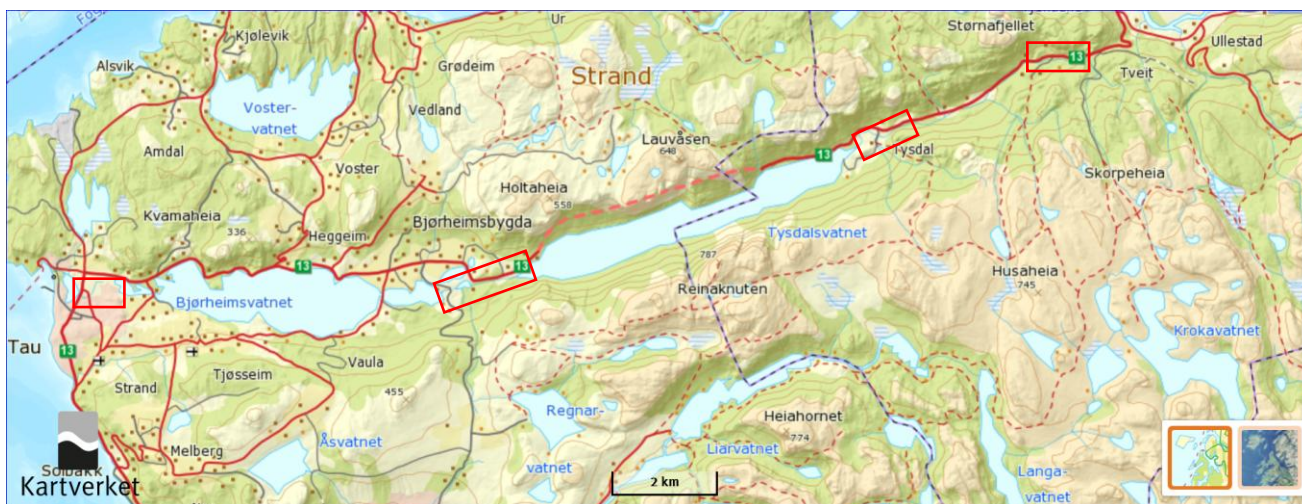 Ur
Størnafjellet
Ullestad
Kjølevik
Alsvik
Grødeim
Strand
13
Tveit
Voster-
vatnet
Vedland
Lauvåsen
648
Amdal
13
Tysdal
Voster
Skorpeheia
Holtaheia
558
Kvamaheia
336
Bjørheimsbygda
Heggeim
Tysdalsvatnet
787
13
13
Husaheia
745
Reinaknuten
Bjørheimsvatnet
Krokavatnet
Tau
13
Vaula
Tjøsseim
Strand
455
Regnar-
vatnet
Heiahornet
774
Åsvatnet
Liarvatnet
Melberg
Solbakk
Langa-
vatnet
2 km
Kartverket